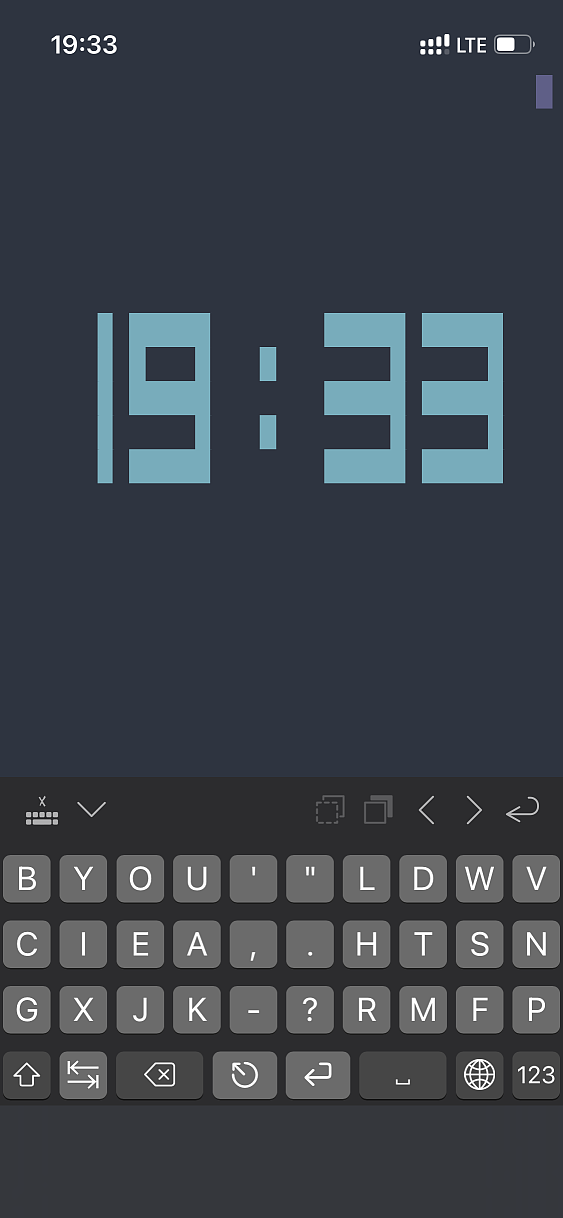 19:33 LTE
19:33
B Y O U ' " L D W V
C I E A , . H T S N
G X J K - ? R M F P
123